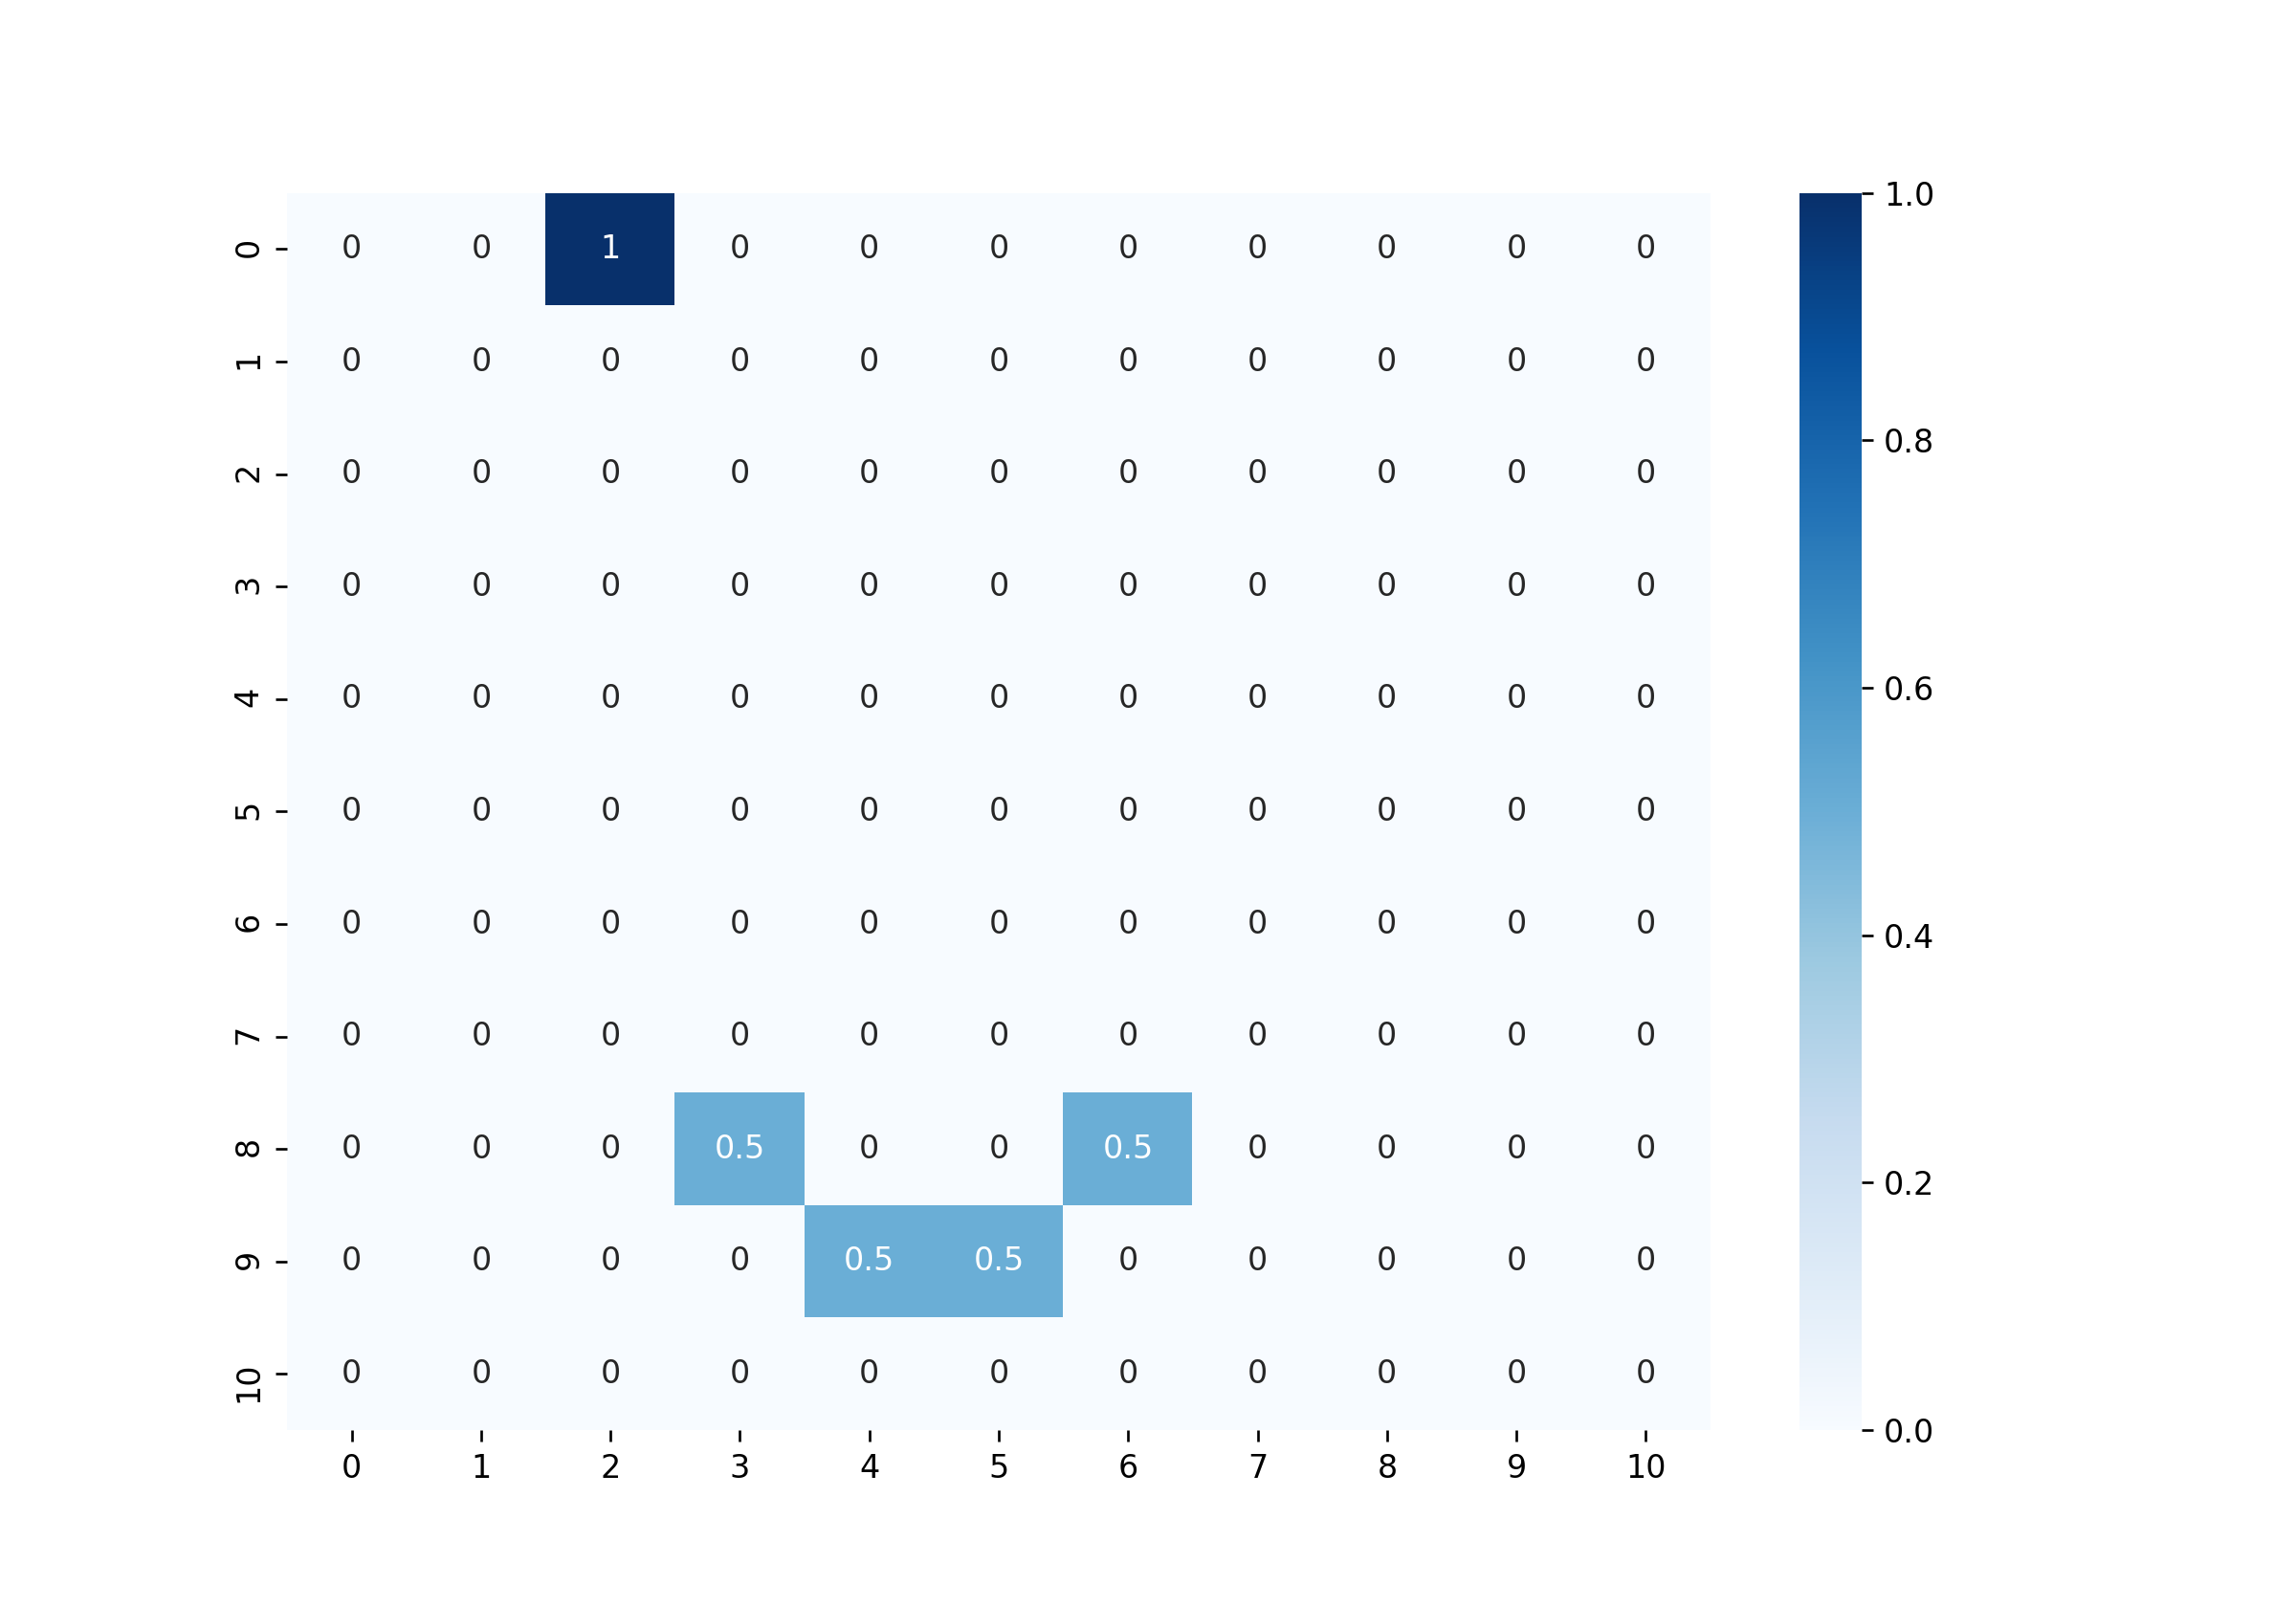 1.0
0 0 0 1 0 0 0 0 0 0 0 0
1 0 0 0 0 0 0 0 0 0 0 0
0.8
2 0 0 0 0 0 0 0 0 0 0 0
3 0 0 0 0 0 0 0 0 0 0 0
0.6
4 0 0 0 0 0 0 0 0 0 0 0
5 0 0 0 0 0 0 0 0 0 0 0
6 0 0 0 0 0 0 0 0 0 0 0
0.4
7 0 0 0 0 0 0 0 0 0 0 0
8 0 0 0 0.5 0 0 0.5 0 0 0 0
0.2
9 0 0 0 0 0.5 0.5 0 0 0 0 0
10 0 0 0 0 0 0 0 0 0 0 0
0.0
0 1 2 3 4 5 6 7 8 9 10